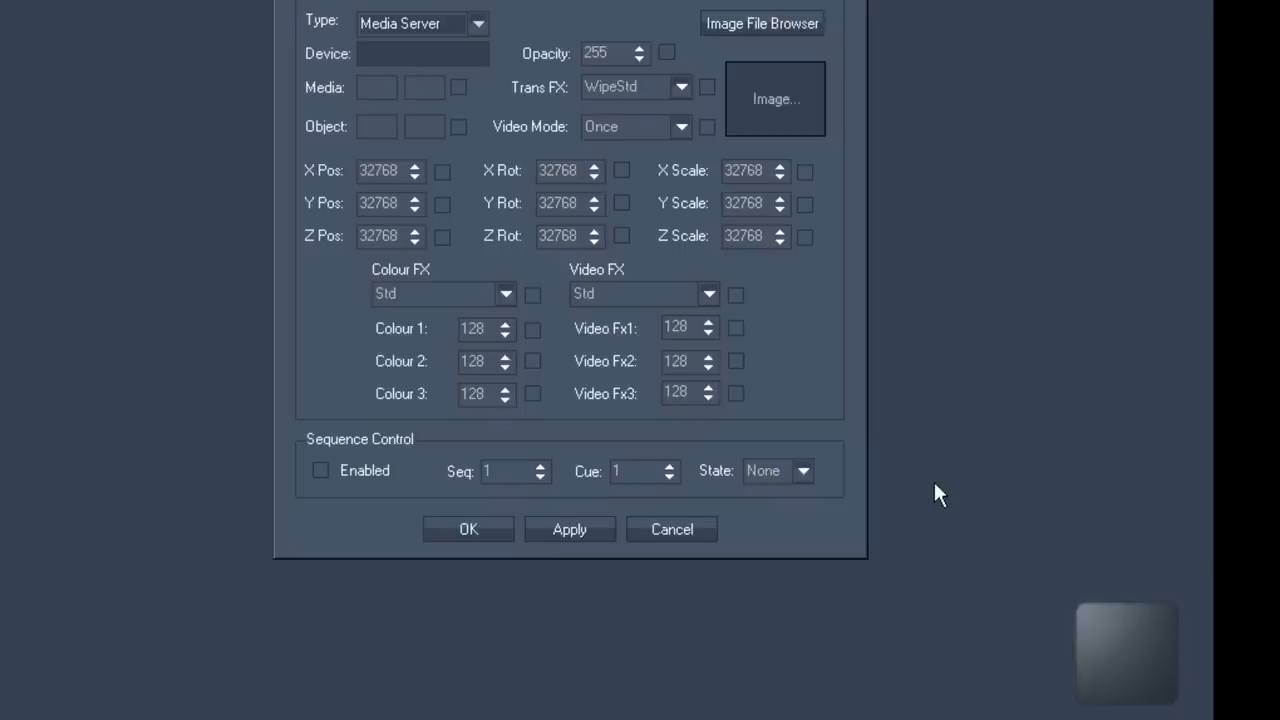 Type: Media Server Image File Browser
Device: Opacity: 255
Media: Trans FX: WipeStd Image...
Object: Video Mode: Once
X Pos: 32768 X Rot: 32768 X Scale: 32768
Y Pos: 32768 Y Rot: 32768 Y Scale: 32768
Z Pos: 32768 Z Rot: 32768 Z Scale: 32768
Colour FX Video FX
Std Std
Colour 1: 128 Video Fx1: 128
Colour 2: 128 Video Fx2: 128
Colour 3: 128 Video Fx3: 128
Sequence Control
Enabled Seq: 1 Cue: 1 State: None
OK Apply Cancel